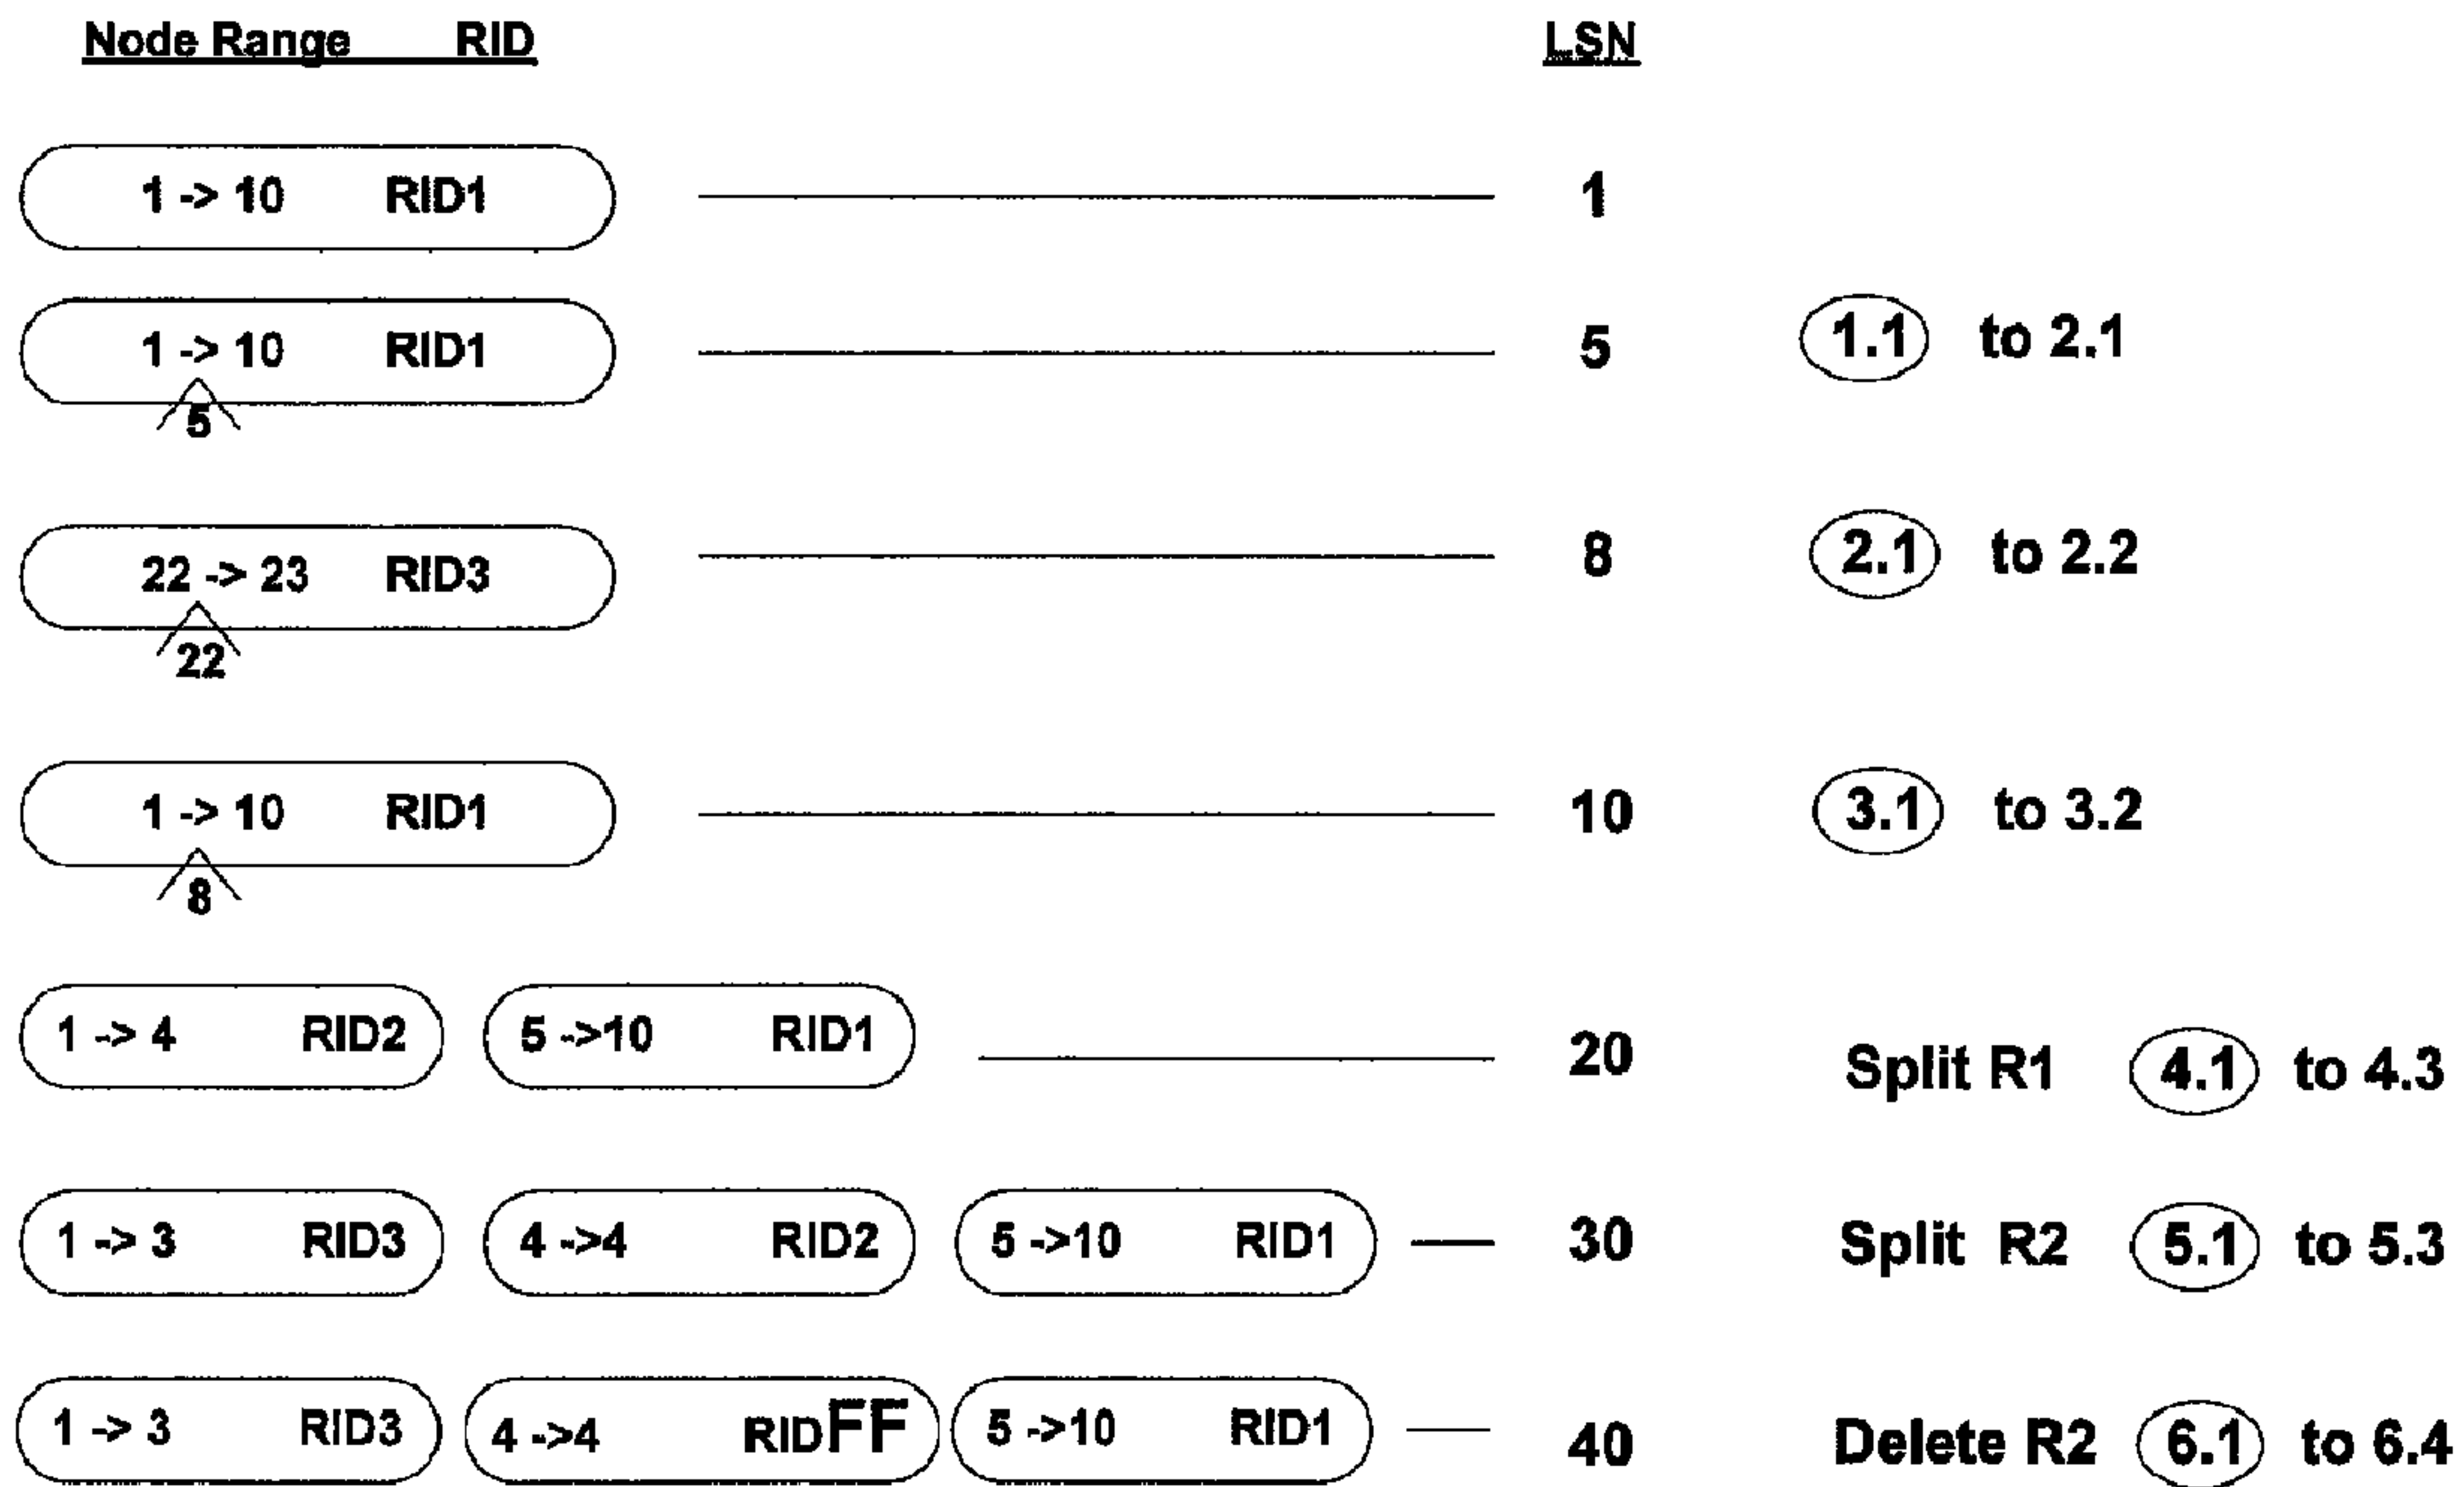 Node Range RID LSN
1 -> 10 RID1 1
1 -> 10 RID1 5 1.1 to 2.1
5
22 -> 23 RID3 8 2.1 to 2.2
22
1 -> 10 RID1 10 3.1 to 3.2
8
1 -> 4 RID2 5 ->10 RID1 20 Split R1 4.1 to 4.3
1 -> 3 RID3 4 ->4 RID2 5 ->10 RID1 30 Split R2 5.1 to 5.3
1 -> 3 RID3 4 ->4 RIDFF 5 ->10 RID1 40 Delete R2 6.1 to 6.4